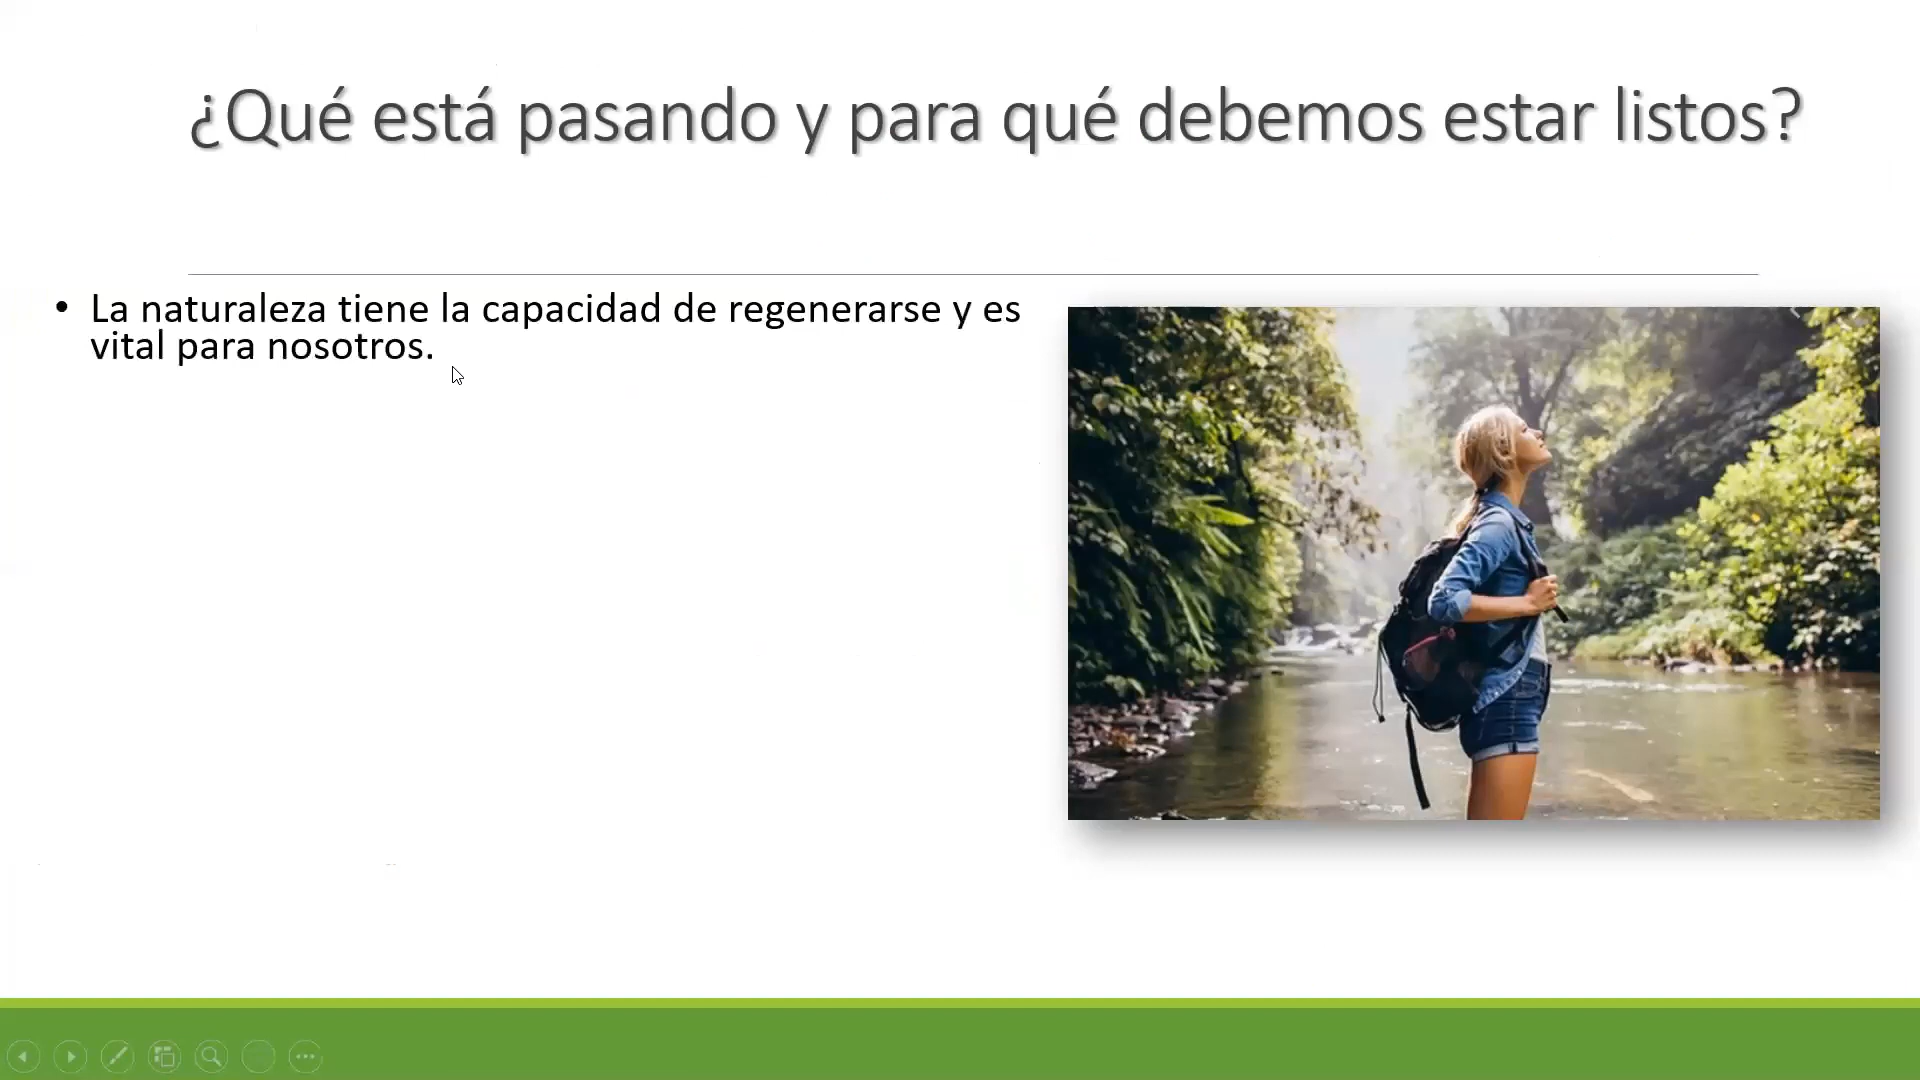 ¿Qué está pasando y para qué debemos estar listos?
• La naturaleza tiene la capacidad de regenerarse y es
vital para nosotros.